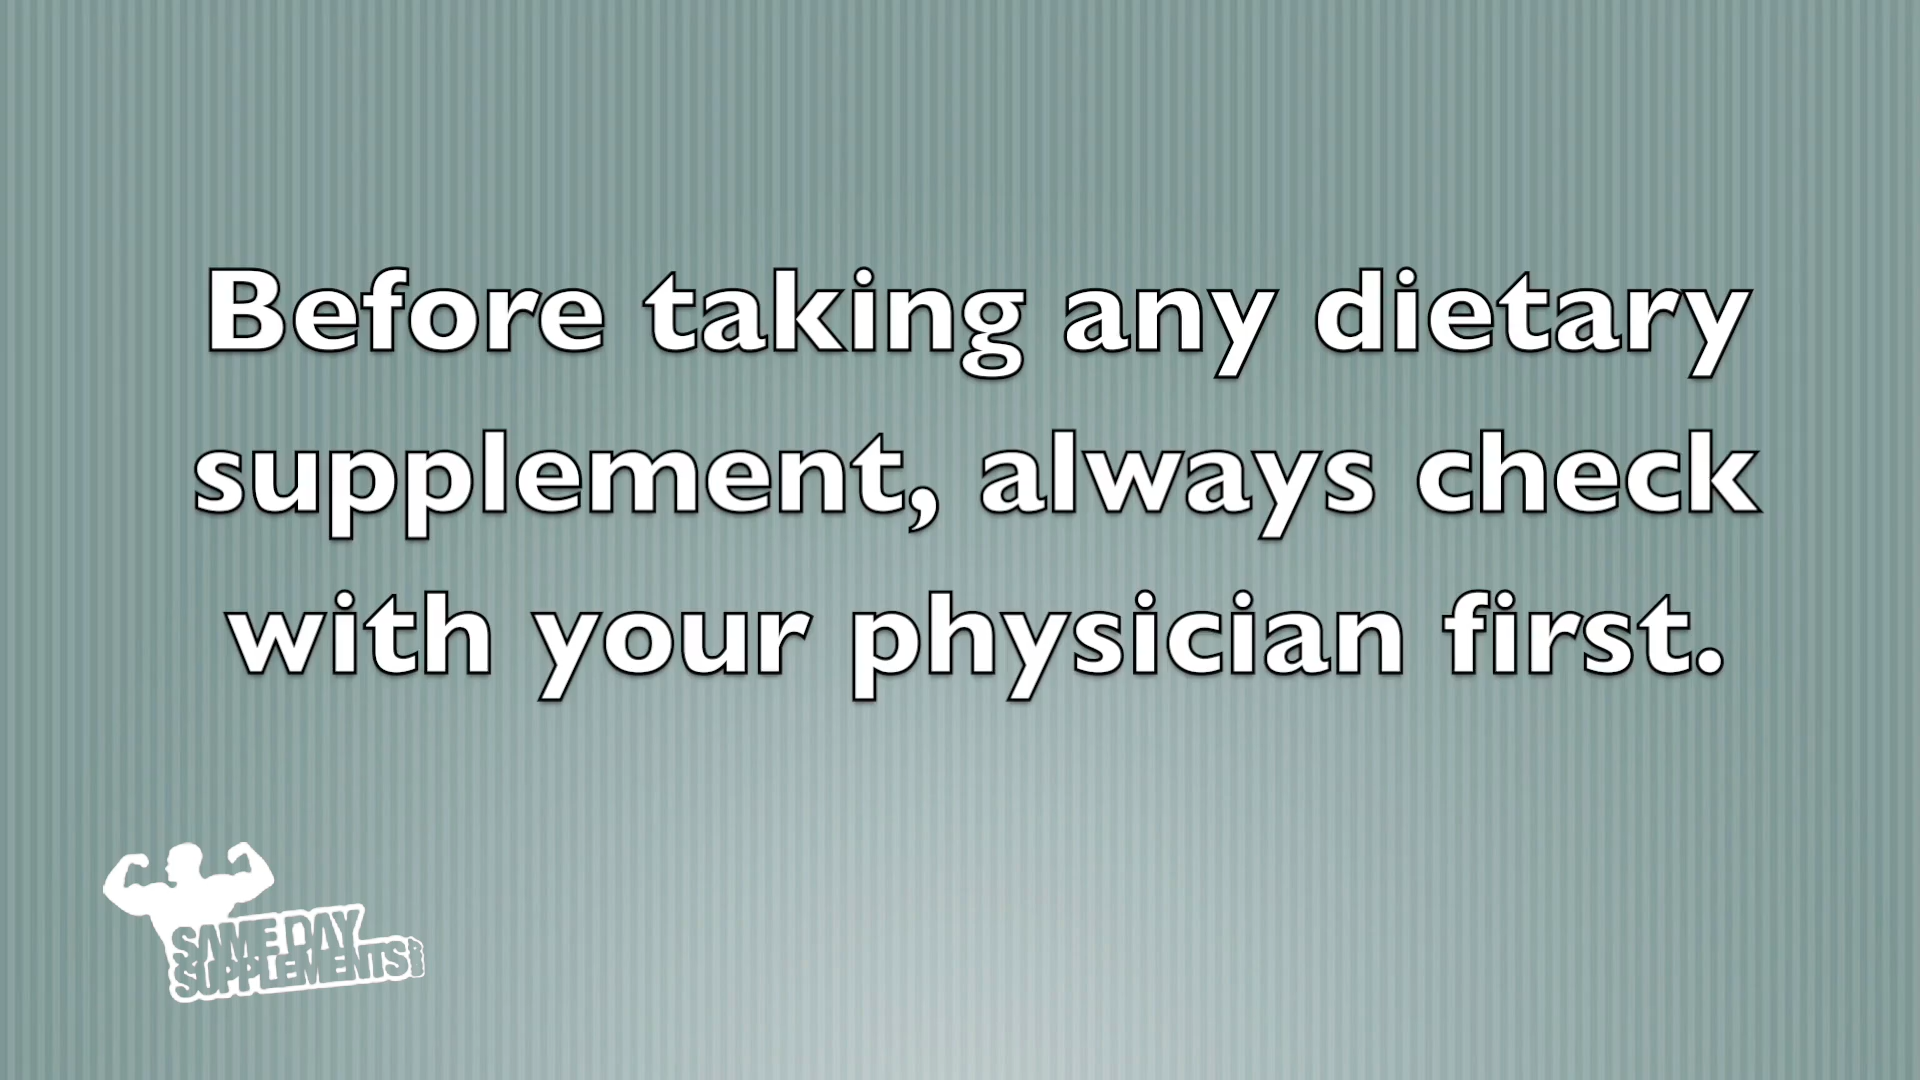 Before taking any dietary
supplement, always check
with your physician first.
SAME DAY
SUPPLEMENTS